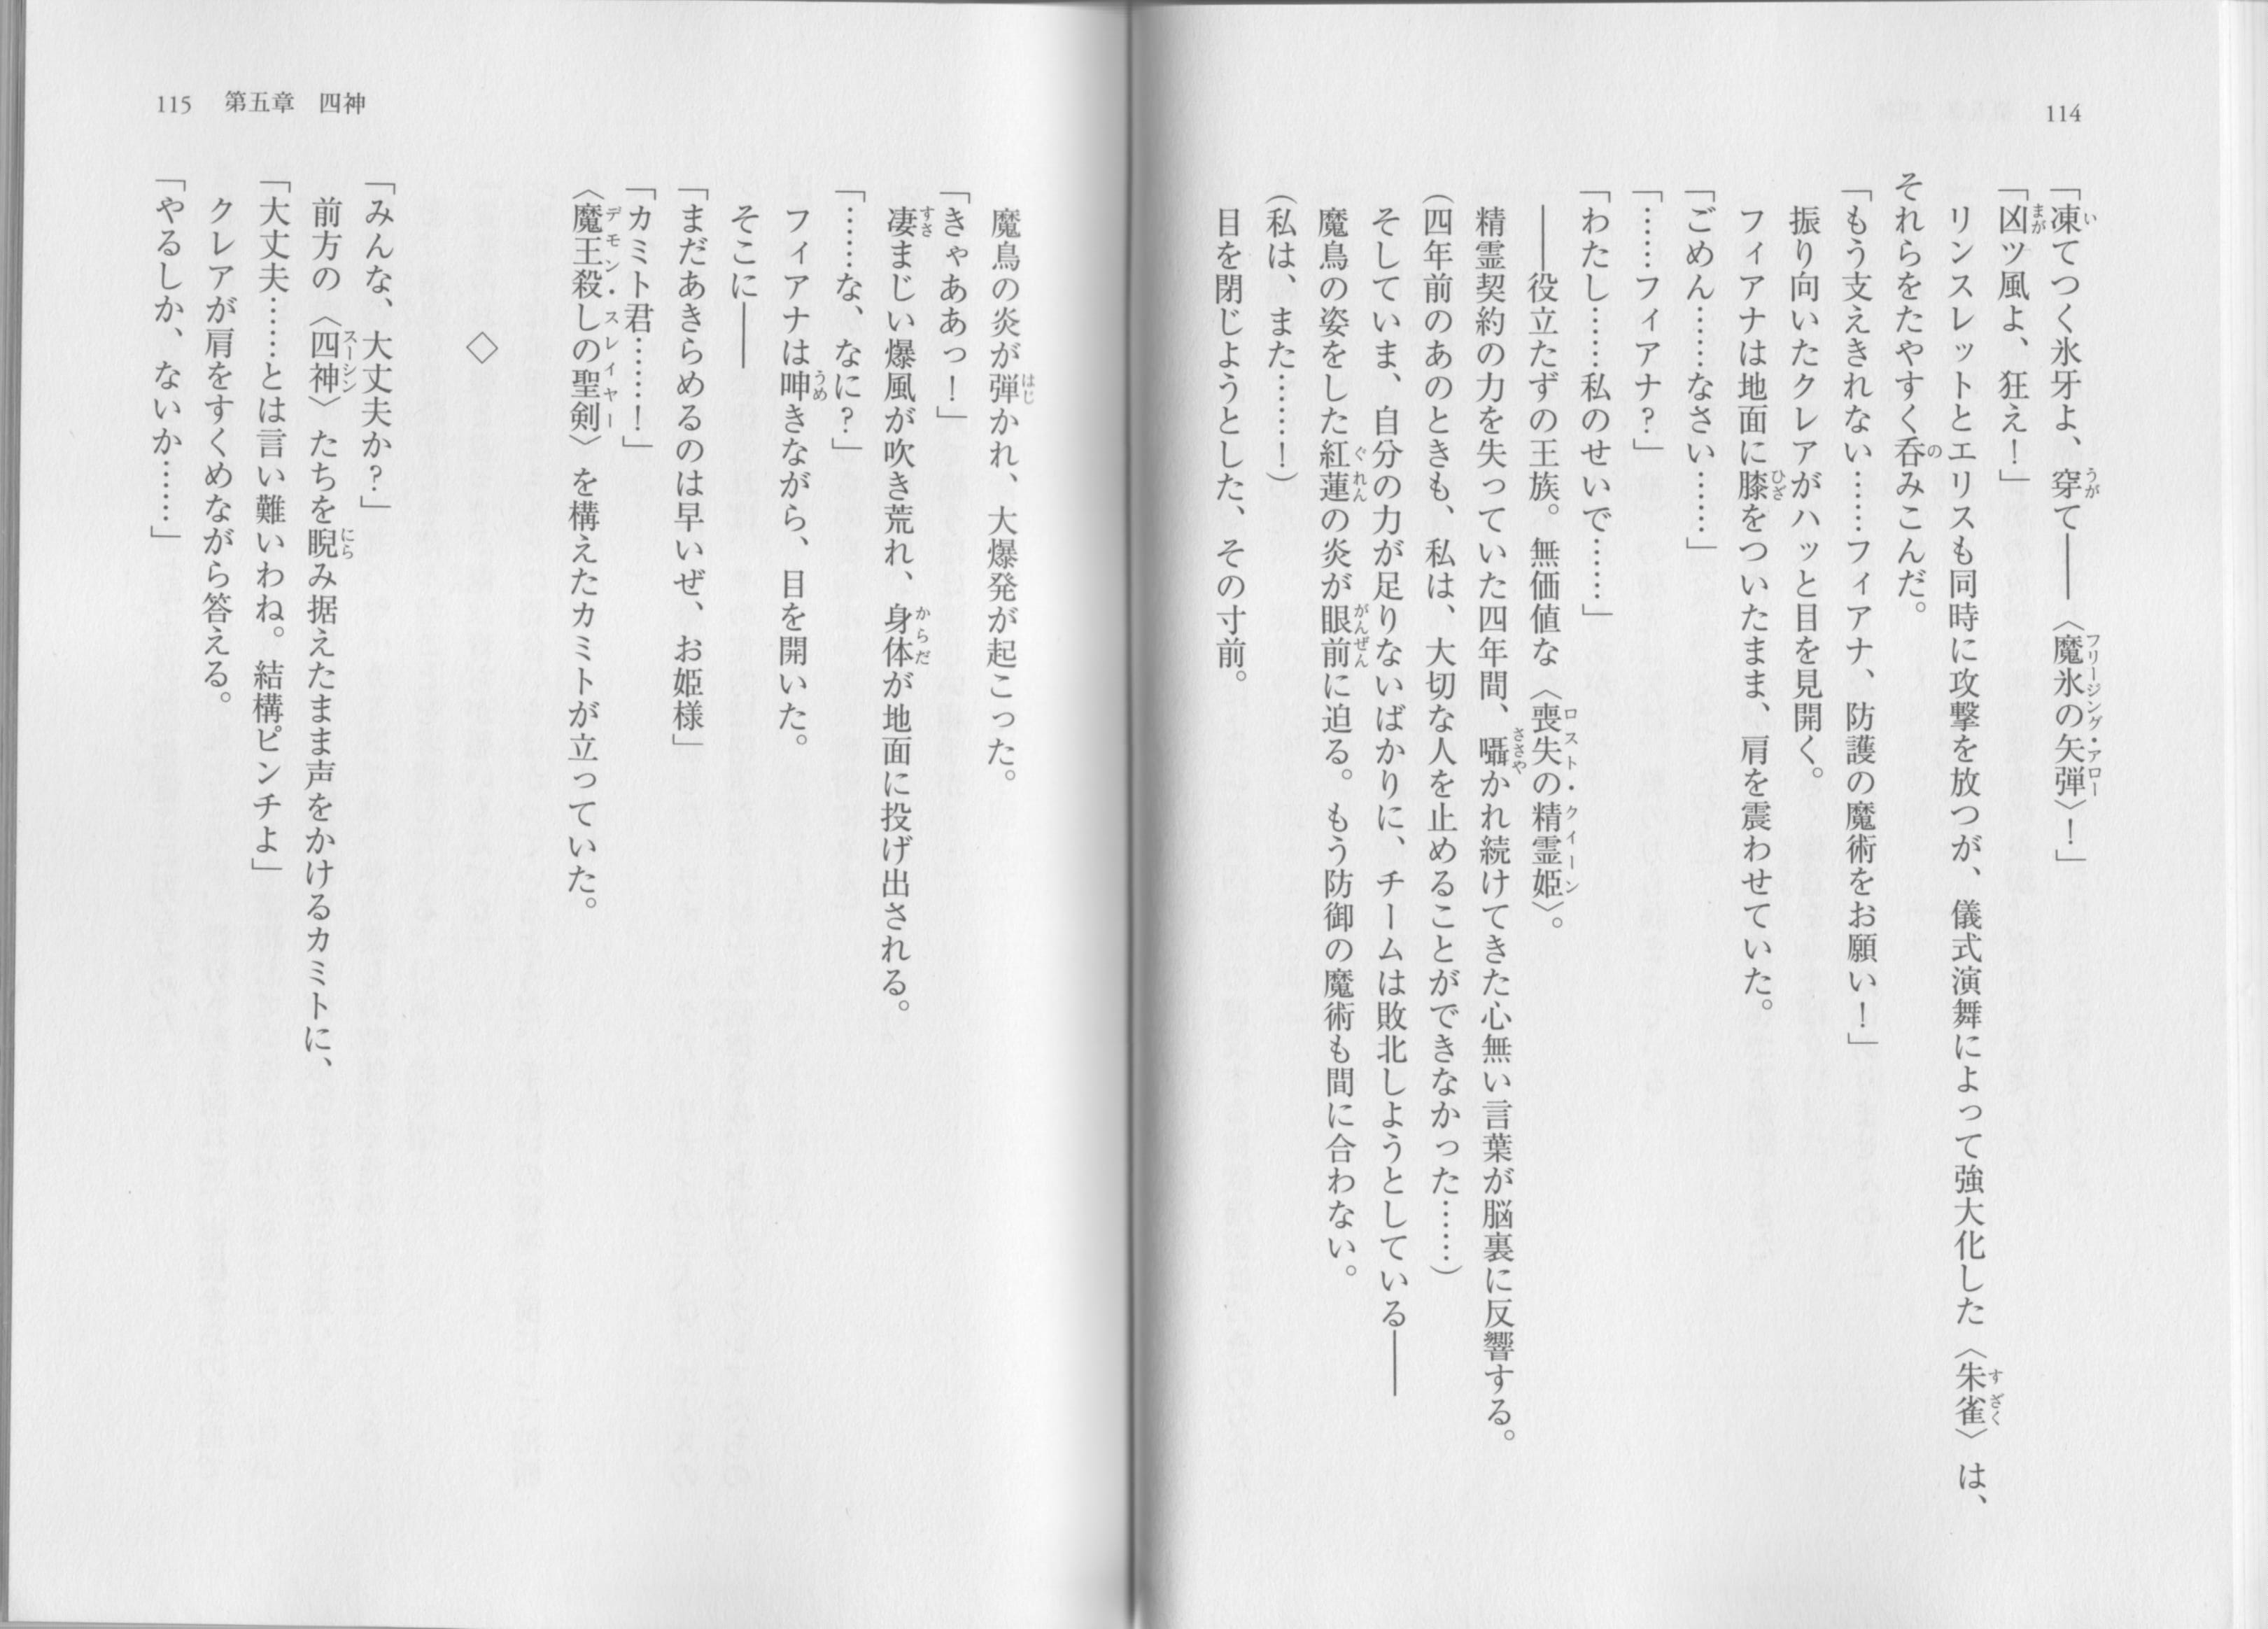 114
「凍てつく氷牙よ、穿て――〈魔氷の矢弾〉！」
「凶ツ風よ、狂え！」
リンスレットとエリスも同時に攻撃を放つが、儀式演舞によって強大化した〈朱雀〉は、
それらをたやすく呑みこんだ。
「もう支えきれない……フィアナ、防護の魔術をお願い！」
振り向いたクレアがハッと目を見開く。
フィアナは地面に膝をついたまま、肩を震わせていた。
「ごめん……なさい……」
「……フィアナ？」
「わたし……私のせいで……」
――役立たずの王族。無価値な〈喪失の精霊姫〉。
精霊契約の力を失っていた四年間、囁かれ続けてきた心無い言葉が脳裏に反響する。
（四年前のあのときも、私は、大切な人を止めることができなかった……）
そしていま、自分の力が足りないばかりに、チームは敗北しようとしている――
魔鳥の姿をした紅蓮の炎が眼前に迫る。もう防御の魔術も間に合わない。
（私は、また……！）
目を閉じようとした、その寸前。
115　第五章　四神
魔鳥の炎が弾かれ、大爆発が起こった。
「きゃああっ！」
凄まじい爆風が吹き荒れ、身体が地面に投げ出される。
「……な、なに？」
フィアナは呻きながら、目を開いた。
そこに――
「まだあきらめるのは早いぜ、お姫様」
「カミト君……！」
〈魔王殺しの聖剣〉を構えたカミトが立っていた。
◇
「みんな、大丈夫か？」
前方の〈四神〉たちを睨み据えたまま声をかけるカミトに、
「大丈夫……とは言い難いわね。結構ピンチよ」
クレアが肩をすくめながら答える。
「やるしか、ないか……」